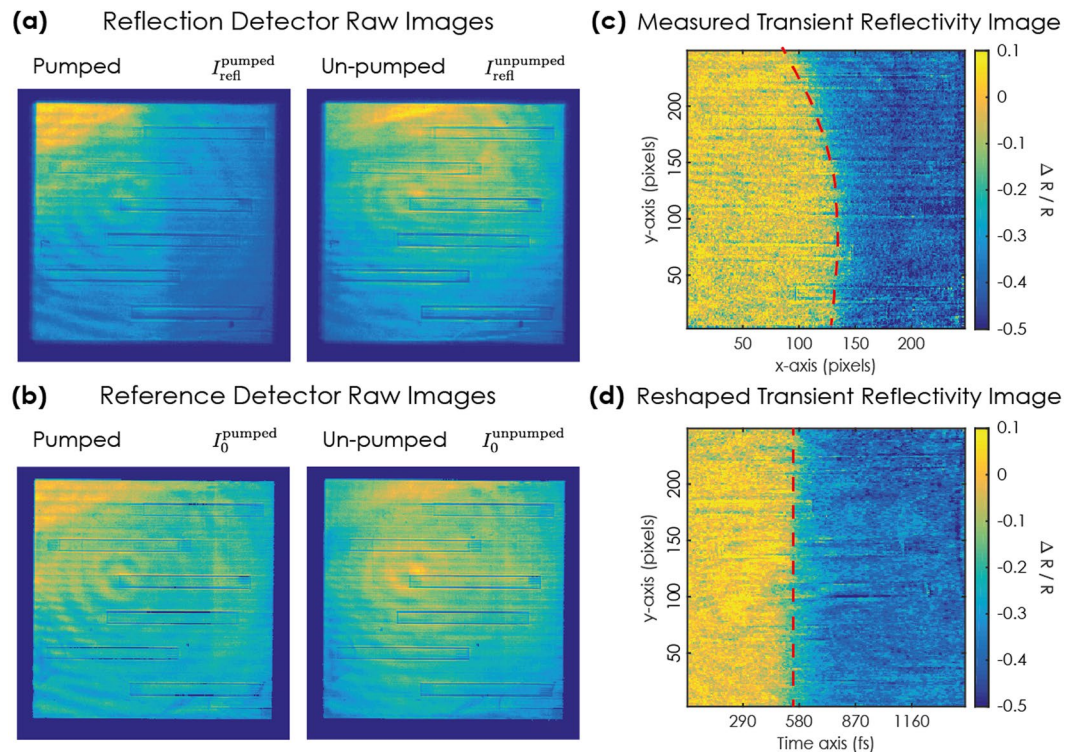 (a) Reflection Detector Raw Images
Pumped I_refl^pumped Un-pumped I_refl^unpumped
(b) Reference Detector Raw Images
Pumped I_0^pumped Un-pumped I_0^unpumped
(c) Measured Transient Reflectivity Image
200
150
100
50
y-axis (pixels)
50 100 150 200
x-axis (pixels)
0.1
0
-0.1
-0.2
-0.3
-0.4
-0.5
Δ R / R
(d) Reshaped Transient Reflectivity Image
200
150
100
50
y-axis (pixels)
290 580 870 1160
Time axis (fs)
0.1
0
-0.1
-0.2
-0.3
-0.4
-0.5
Δ R / R